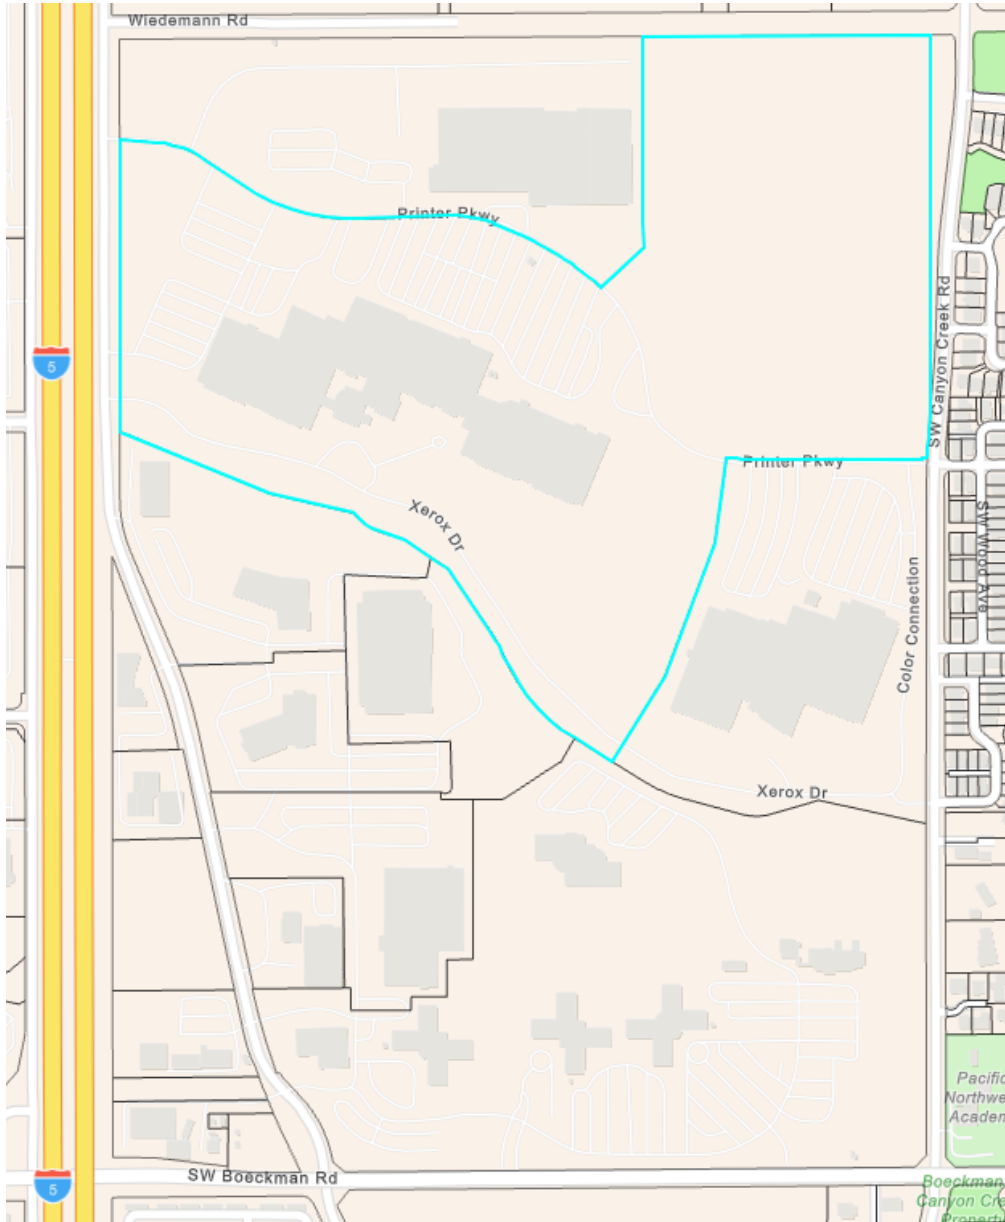 Wiedemann Rd
Printer Pkwy
5
SW Canyon Creek Rd
Printer Pkwy
Xerox Dr
SW Wood Ave
Color Connection
Xerox Dr
Pacific
Northwe
Academ
SW Boeckman Rd
5
Boeckman
Canyon Cre
Property